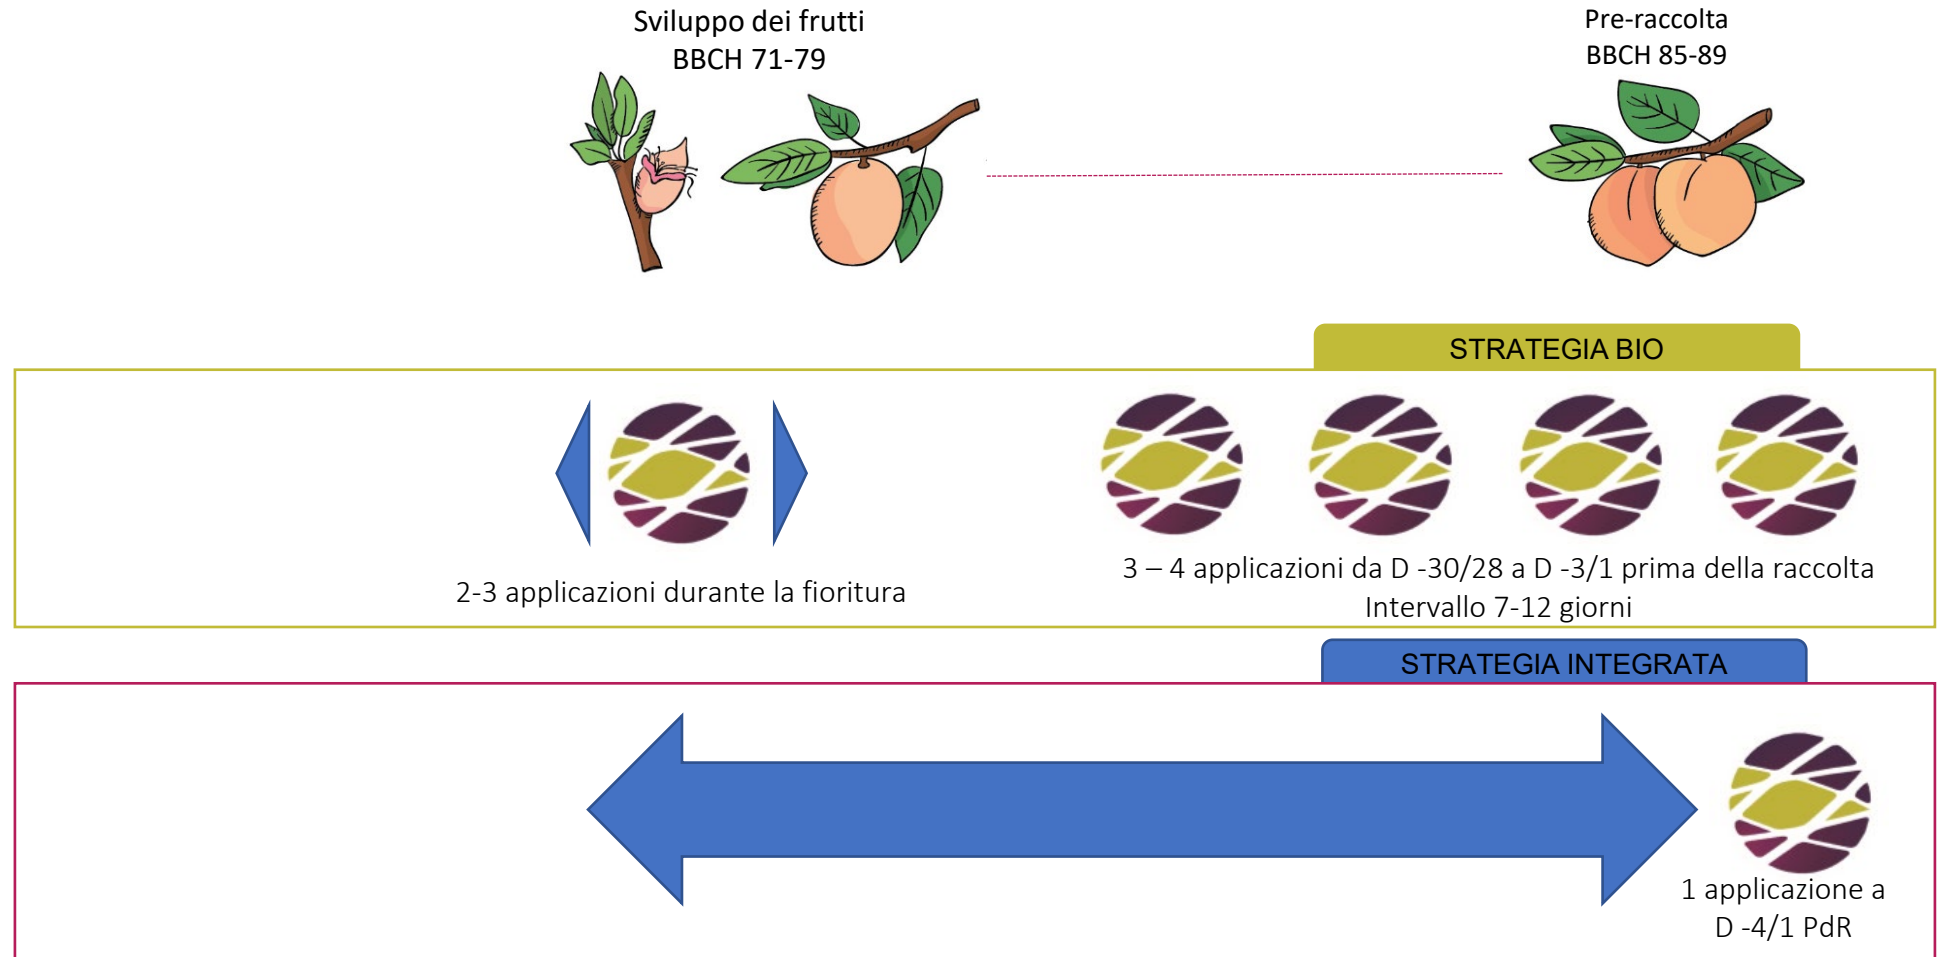 Sviluppo dei frutti
BBCH 71-79
Pre-raccolta
BBCH 85-89
STRATEGIA BIO
2-3 applicazioni durante la fioritura
3 – 4 applicazioni da D -30/28 a D -3/1 prima della raccolta
Intervallo 7-12 giorni
STRATEGIA INTEGRATA
1 applicazione a
D -4/1 PdR